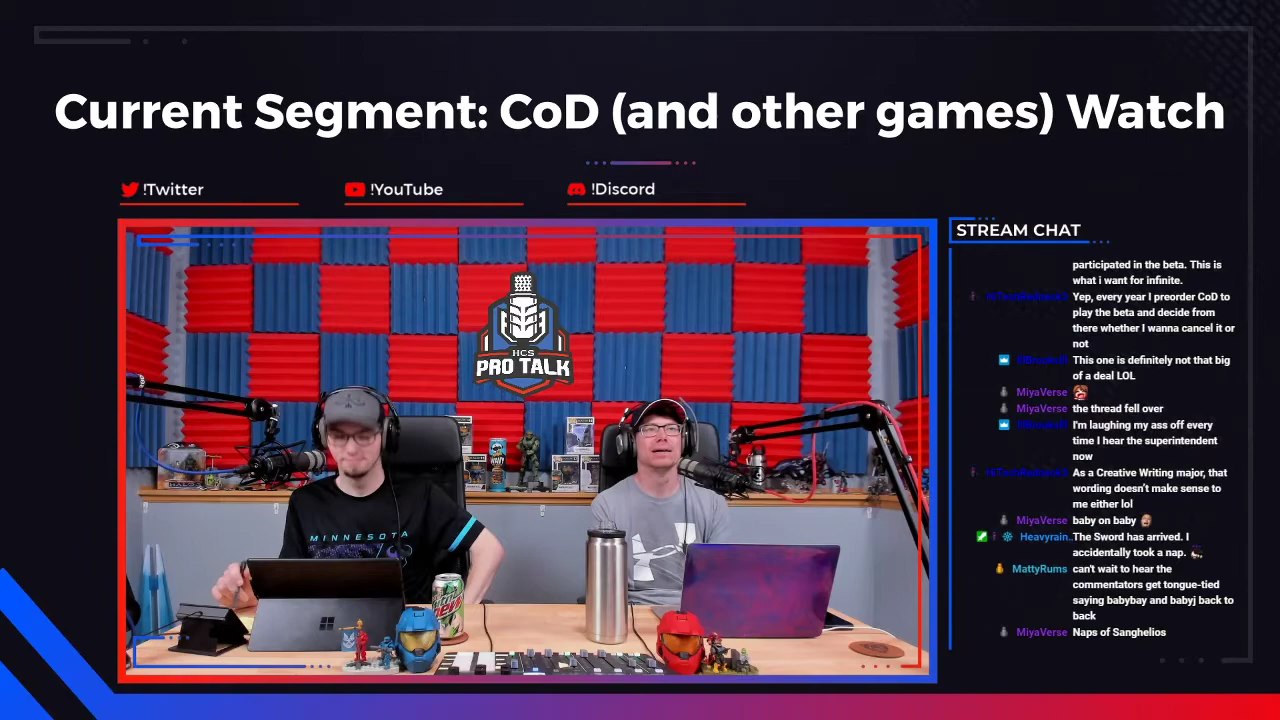 Current Segment: CoD (and other games) Watch
!Twitter
!YouTube
!Discord
STREAM CHAT
participated in the beta. This is
what i want for infinite.
Yep, every year I preorder CoD to
play the beta and decide from
there whether I wanna cancel it or
not
This one is definitely not that big
of a deal LOL
MiyaVerse
MiyaVerse the thread fell over
I'm laughing my ass off every
time I hear the superintendent
now
As a Creative Writing major, that
wording doesn't make sense to
me either lol
MiyaVerse baby on baby
Heavyrain.. The Sword has arrived. I
accidentally took a nap.
MattyRums can't wait to hear the
commentators get tongue-tied
saying babybay and babyj back to
back
MiyaVerse Naps of Sanghelios
HCS
PRO TALK
MINNESOTA